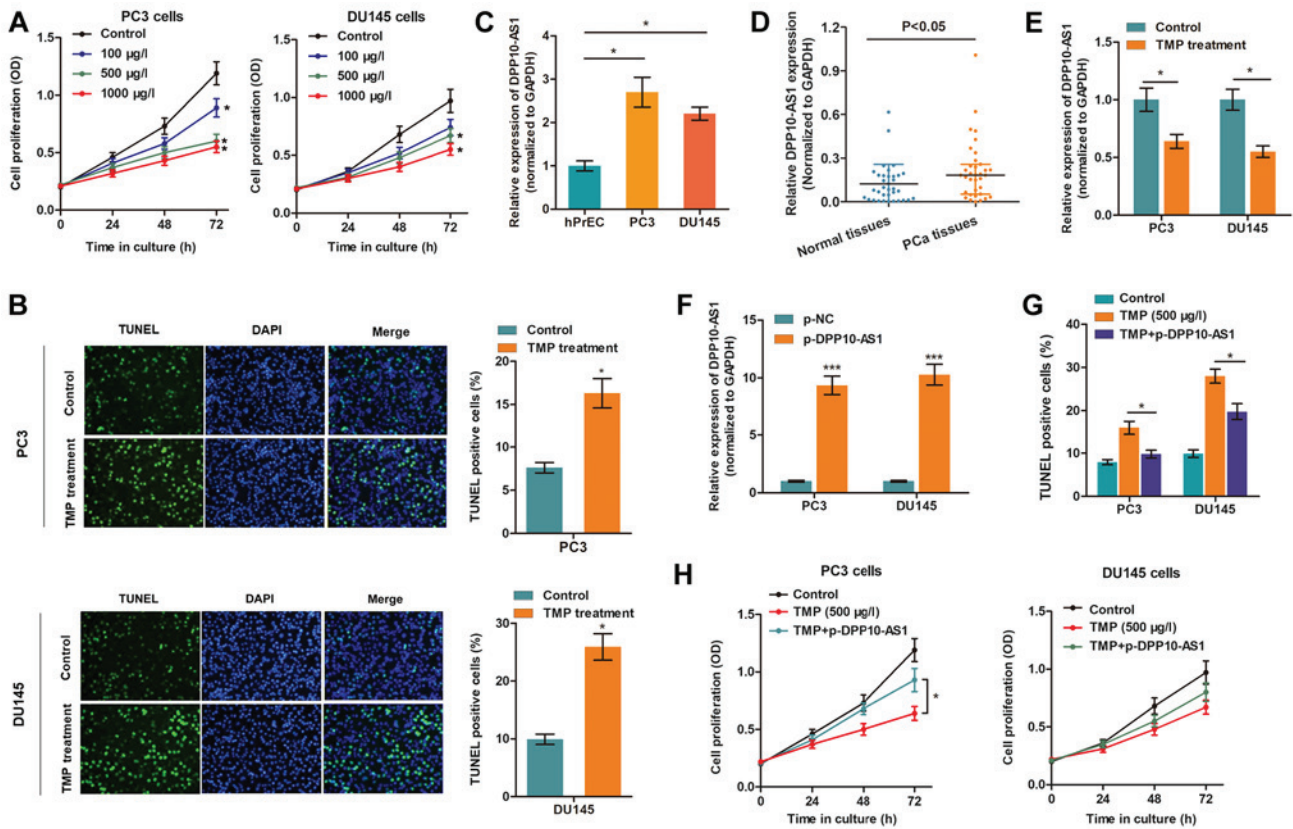 A
PC3 cells
Control
100 µg/l
500 µg/l
1000 µg/l
Cell proliferation (OD)
1.5
1.0
0.5
0.0
0
24
48
72
*
*
*
Time in culture (h)
DU145 cells
Control
100 µg/l
500 µg/l
1000 µg/l
Cell proliferation (OD)
1.5
1.0
0.5
0.0
0
24
48
72
*
*
Time in culture (h)
C
Relative expression of DPP10-AS1
(normalized to GAPDH)
4
3
2
1
0
*
*
hPrEC
PC3
DU145
D
Relative DPP10-AS1 expression
(Normalized to GAPDH)
P<0.05
1.2
0.9
0.6
0.3
0.0
Normal tissues
PCa tissues
E
Control
TMP treatment
Relative expression of DPP10-AS1
(normalized to GAPDH)
1.5
1.0
0.5
0.0
*
*
PC3
DU145
B
TUNEL
DAPI
Merge
PC3
Control
TMP treatment
Control
TMP treatment
TUNEL positive cells (%)
20
15
10
5
0
*
PC3
TUNEL
DAPI
Merge
DU145
Control
TMP treatment
Control
TMP treatment
TUNEL positive cells (%)
30
20
10
0
*
DU145
F
p-NC
p-DPP10-AS1
Relative expression of DPP10-AS1
(normalized to GAPDH)
15
10
5
0
***
***
PC3
DU145
G
Control
TMP (500 µg/l)
TMP+p-DPP10-AS1
TUNEL positive cells (%)
40
30
20
10
0
*
*
PC3
DU145
H
PC3 cells
Control
TMP (500 µg/l)
TMP+p-DPP10-AS1
Cell proliferation (OD)
1.5
1.0
0.5
0.0
0
24
48
72
*
Time in culture (h)
DU145 cells
Control
TMP (500 µg/l)
TMP+p-DPP10-AS1
Cell proliferation (OD)
1.5
1.0
0.5
0.0
0
24
48
72
Time in culture (h)